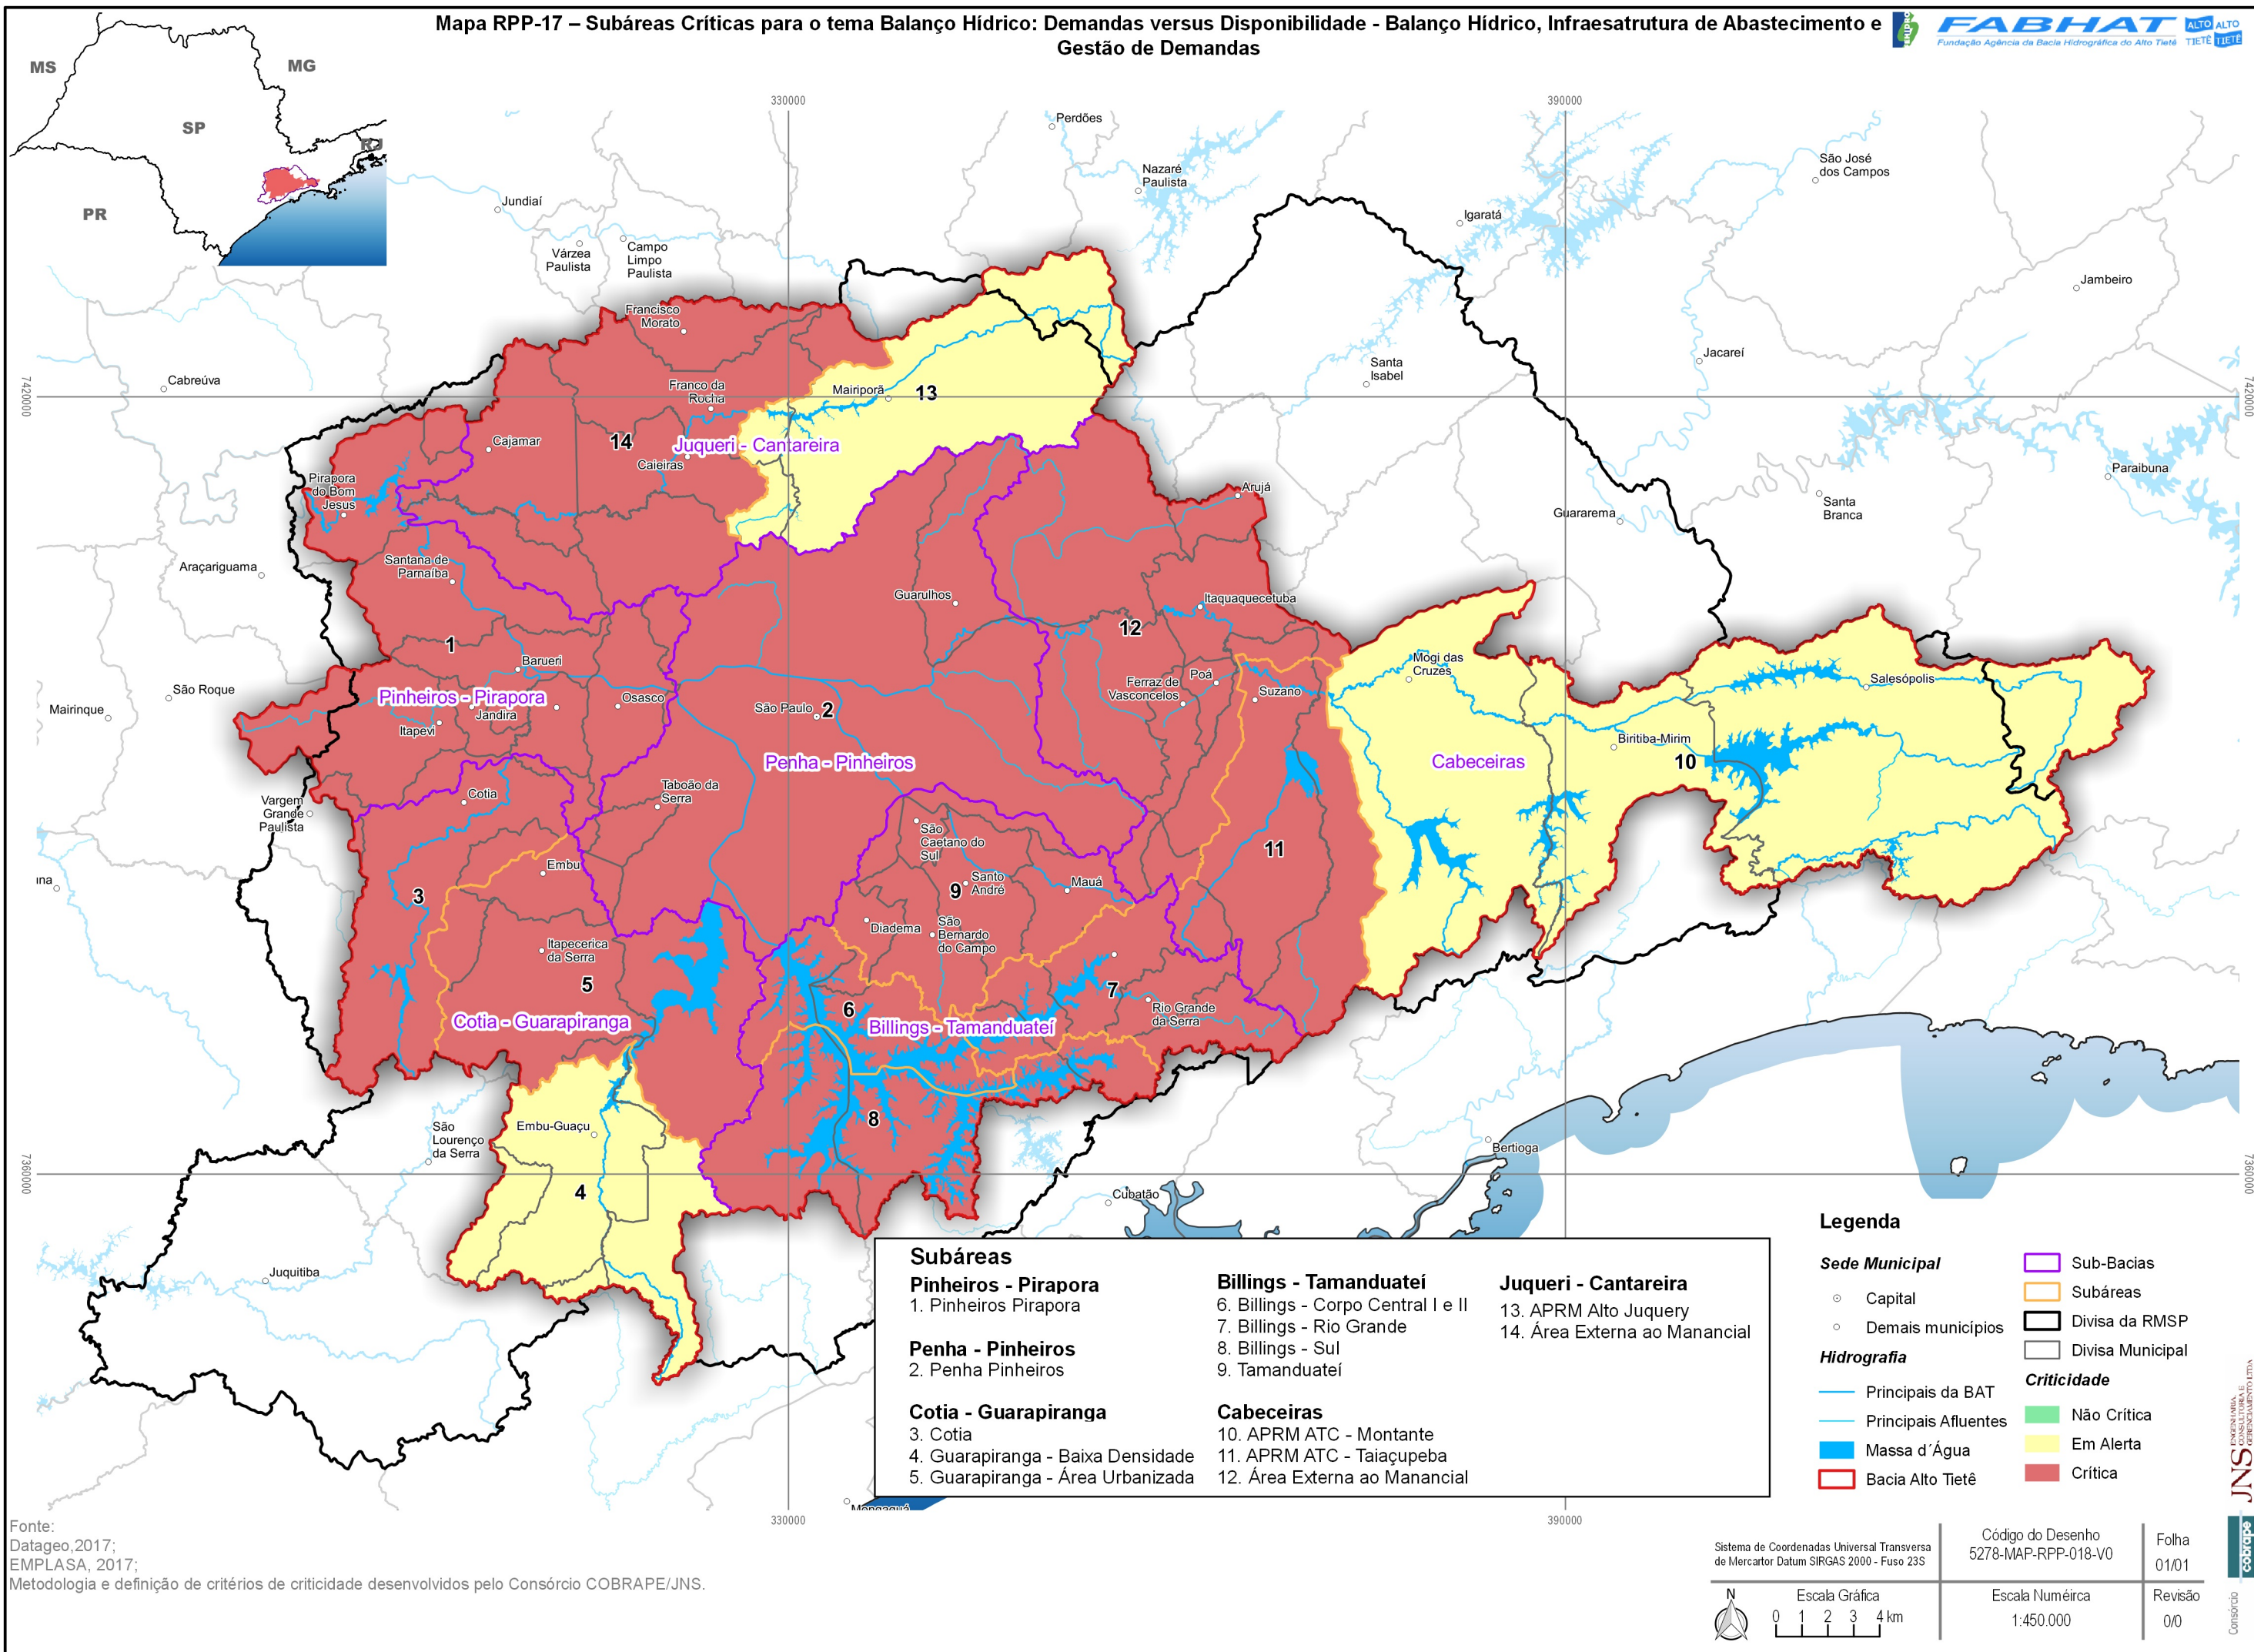 Mapa RPP-17 – Subáreas Críticas para o tema Balanço Hídrico: Demandas versus Disponibilidade - Balanço Hídrico, Infraesatrutura de Abastecimento e
Gestão de Demandas
FABHAT
Fundação Agência da Bacia Hidrográfica do Alto Tietê
ALTO ALTO
TIETÊ TIETÊ
MS
MG
SP
RJ
PR
330000
390000
7420000
7420000
7360000
7360000
330000
390000
Perdões
Nazaré
Paulista
São José
dos Campos
Igaratá
Jundiaí
Várzea
Paulista
Campo
Limpo
Paulista
Jambeiro
Francisco
Morato
Santa
Isabel
Jacareí
Cabreúva
Franco da
Rocha
Mairiporã
13
Cajamar
14
Juqueri - Cantareira
Caieiras
Pirapora
do Bom
Jesus
Arujá
Paraibuna
Santa
Branca
Guararema
Araçariguama
Santana de
Parnaíba
Guarulhos
Itaquaquecetuba
12
1
Barueri
Mogi das
Cruzes
São Roque
Pinheiros - Pirapora
Osasco
Ferraz de
Vasconcelos
Poá
Suzano
Salesópolis
Mairinque
Jandira
Itapevi
São Paulo
2
Biritiba-Mirim
Penha - Pinheiros
Cabeceiras
10
Cotia
Taboão da
Serra
Vargem
Grande
Paulista
São
Caetano do
Sul
11
Embu
Santo
André
Mauá
9
3
Diadema
São
Bernardo
do Campo
Itapecerica
da Serra
5
7
6
Rio Grande
da Serra
Cotia - Guarapiranga
Billings - Tamanduateí
8
São
Lourenço
da Serra
Embu-Guaçu
4
Bertioga
Cubatão
Juquitiba
Mongaguá
Subáreas
Pinheiros - Pirapora
1. Pinheiros Pirapora
Penha - Pinheiros
2. Penha Pinheiros
Cotia - Guarapiranga
3. Cotia
4. Guarapiranga - Baixa Densidade
5. Guarapiranga - Área Urbanizada
Billings - Tamanduateí
6. Billings - Corpo Central I e II
7. Billings - Rio Grande
8. Billings - Sul
9. Tamanduateí
Cabeceiras
10. APRM ATC - Montante
11. APRM ATC - Taiaçupeba
12. Área Externa ao Manancial
Juqueri - Cantareira
13. APRM Alto Juquery
14. Área Externa ao Manancial
Legenda
Sede Municipal
Capital
Demais municípios
Hidrografia
Principais da BAT
Principais Afluentes
Massa d´Água
Bacia Alto Tietê
Sub-Bacias
Subáreas
Divisa da RMSP
Divisa Municipal
Criticidade
Não Crítica
Em Alerta
Crítica
Fonte:
Datageo,2017;
EMPLASA, 2017;
Metodologia e definição de critérios de criticidade desenvolvidos pelo Consórcio COBRAPE/JNS.
Sistema de Coordenadas Universal Transversa
de Mercartor Datum SIRGAS 2000 - Fuso 23S
Código do Desenho
5278-MAP-RPP-018-V0
Folha
01/01
N
Escala Gráfica
0 1 2 3 4 km
Escala Numéirca
1:450.000
Revisão
0/0
JNS
ENGENHARIA,
CONSULTORIA E
GERENCIAMENTO LTDA
cobrape
Consórcio